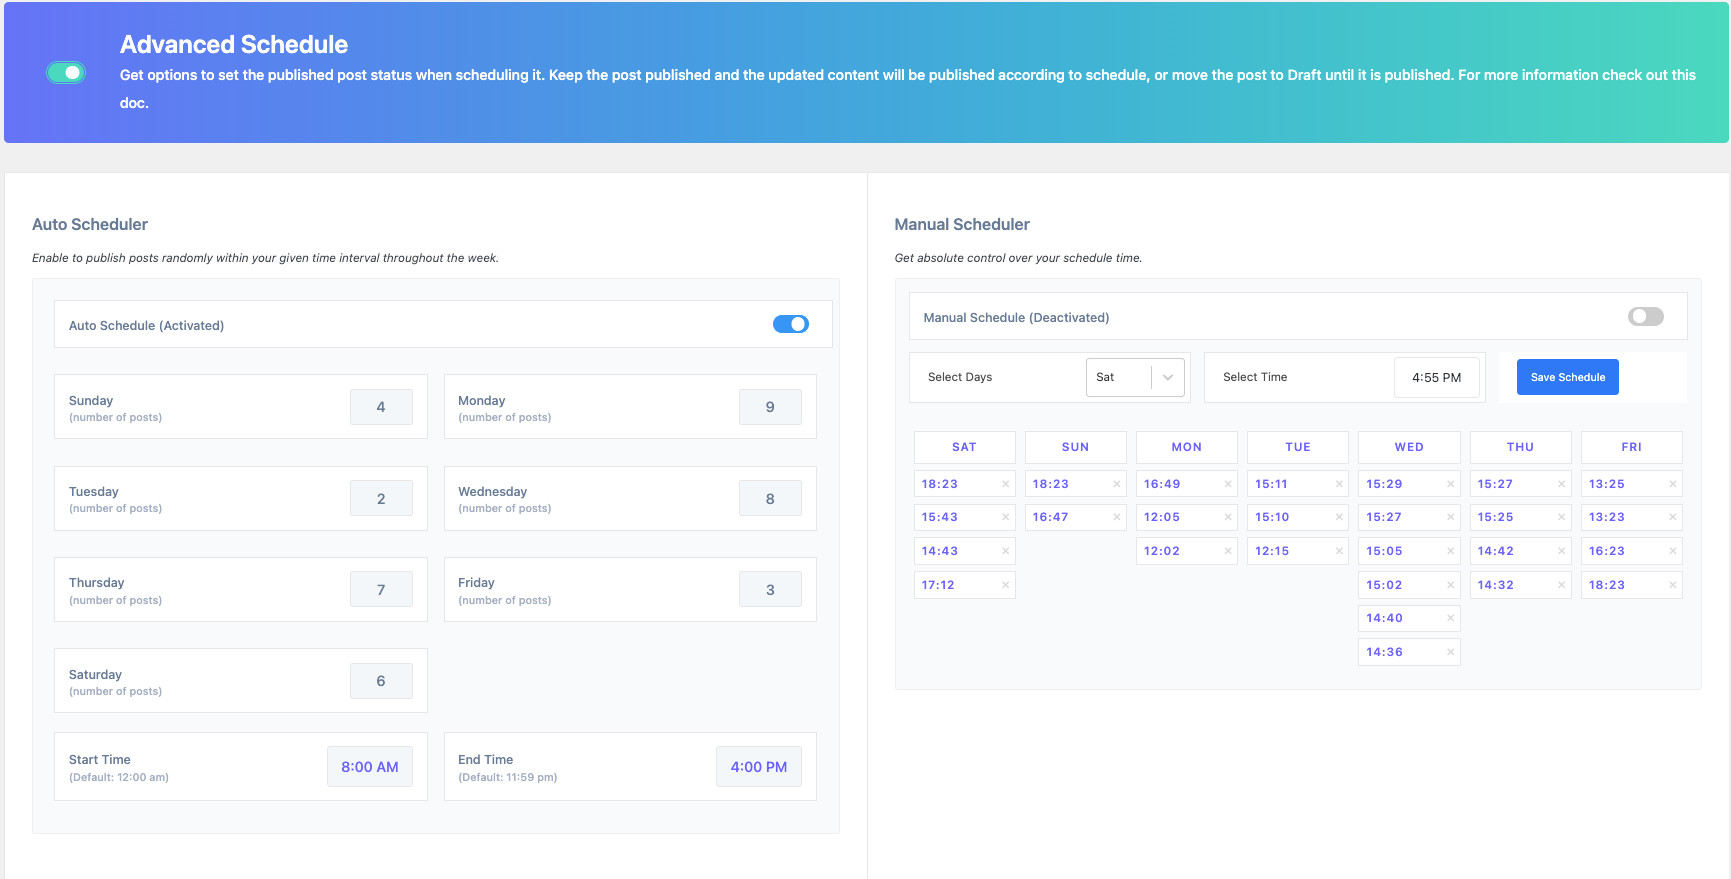 Advanced Schedule
Get options to set the published post status when scheduling it. Keep the post published and the updated content will be published according to schedule, or move the post to Draft until it is published. For more information check out this
doc.
Auto Scheduler
Enable to publish posts randomly within your given time interval throughout the week.
Auto Schedule (Activated)
Sunday
(number of posts)
4
Monday
(number of posts)
9
Tuesday
(number of posts)
2
Wednesday
(number of posts)
8
Thursday
(number of posts)
7
Friday
(number of posts)
3
Saturday
(number of posts)
6
Start Time
(Default: 12:00 am)
8:00 AM
End Time
(Default: 11:59 pm)
4:00 PM
Manual Scheduler
Get absolute control over your schedule time.
Manual Schedule (Deactivated)
Select Days
Sat
Select Time
4:55 PM
Save Schedule
SAT SUN MON TUE WED THU FRI
18:23 × 18:23 × 16:49 × 15:11 × 15:29 × 15:27 × 13:25 ×
15:43 × 16:47 × 12:05 × 15:10 × 15:27 × 15:25 × 13:23 ×
14:43 × 12:02 × 12:15 × 15:05 × 14:42 × 16:23 ×
17:12 × 15:02 × 14:32 × 18:23 ×
14:40 ×
14:36 ×